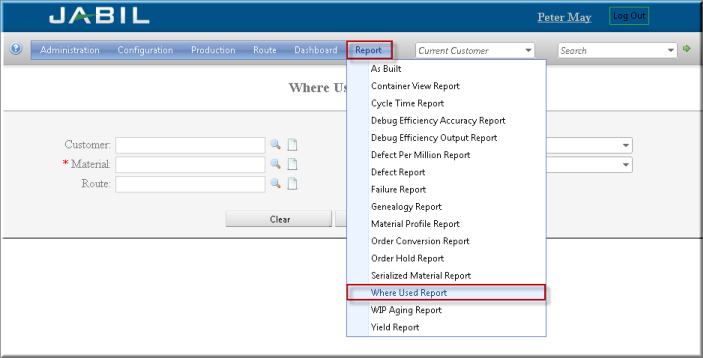 JABIL
Peter May
Log Out
Administration Configuration Production Route Dashboard Report
Current Customer
Search
Where Us
Customer:
* Material:
Route:
Clear
As Built
Container View Report
Cycle Time Report
Debug Efficiency Accuracy Report
Debug Efficiency Output Report
Defect Per Million Report
Defect Report
Failure Report
Genealogy Report
Material Profile Report
Order Conversion Report
Order Hold Report
Serialized Material Report
Where Used Report
WIP Aging Report
Yield Report